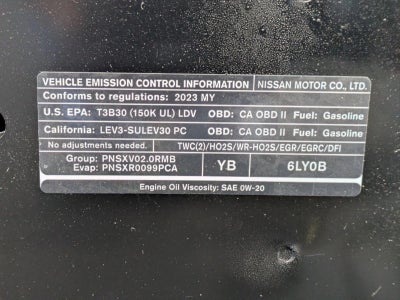 VEHICLE EMISSION CONTROL INFORMATION NISSAN MOTOR CO., LTD.
Conforms to regulations: 2023 MY
U.S. EPA: T3B30 (150K UL) LDV OBD: CA OBD II Fuel: Gasoline
California: LEV3-SULEV30 PC OBD: CA OBD II Fuel: Gasoline
No adjustments needed. TWC(2)/HO2S/WR-HO2S/EGR/EGRC/DFI
Group: PNSXV02.0RMB
Evap: PNSXR0099PCA YB 6LY0B
Engine Oil Viscosity: SAE 0W-20